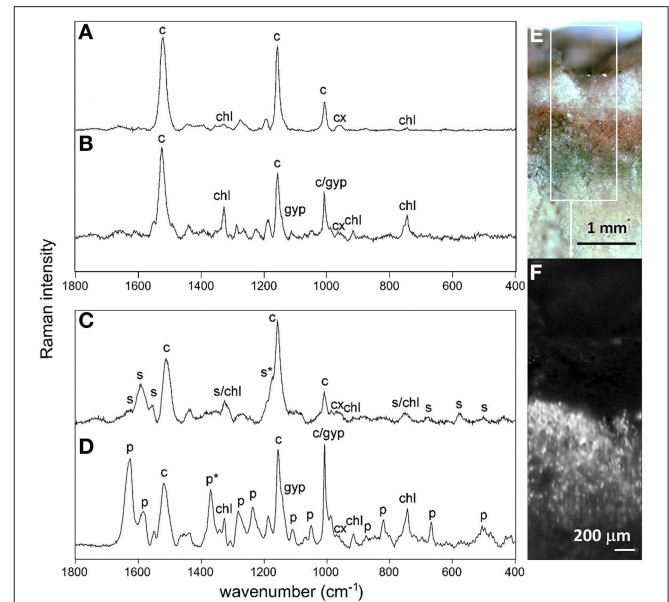 A
c
chl
c
c
cx
chl
B
c
chl
c
gyp
c/gyp
cx
chl
chl
1800 1600 1400 1200 1000 800 600 400
Raman intensity
C
s
s
s
c
s/chl
s*
c
c
cx
chl
s/chl
s
s
s
D
p
p
c
p*
chl
p
p
c
gyp
p
p
c/gyp
cx
chl
p
p
chl
p
p
1800 1600 1400 1200 1000 800 600 400
wavenumber (cm-1)
E
1 mm
F
200 µm